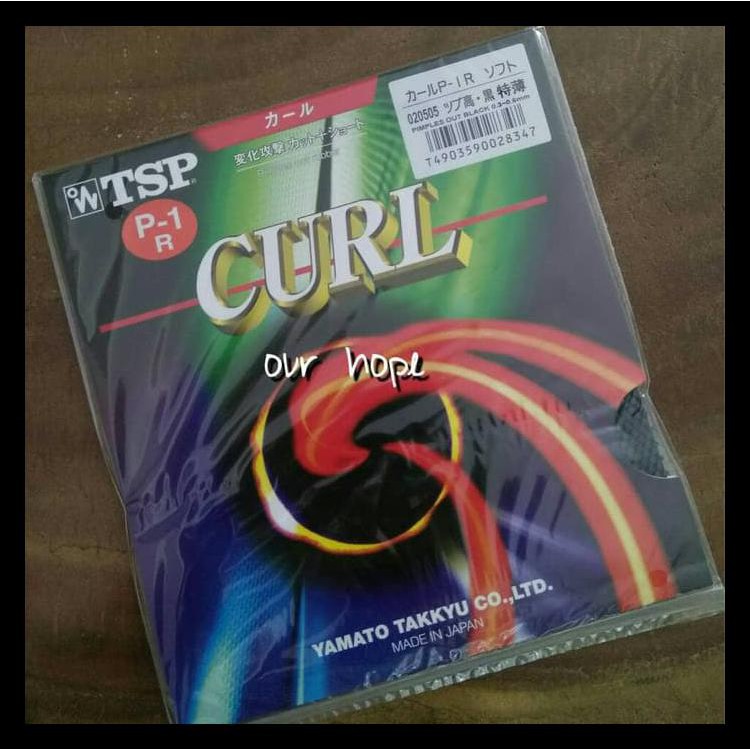 カール
変化攻撃/カット+ショート
TSP
P-1
R
CURL
カールP-1R ソフト
020505 ツブ高・黒 特薄
PIMPLES OUT BLACK 0.3~0.6mm
T4903590028347
our hope
YAMATO TAKKYU CO.,LTD.
MADE IN JAPAN